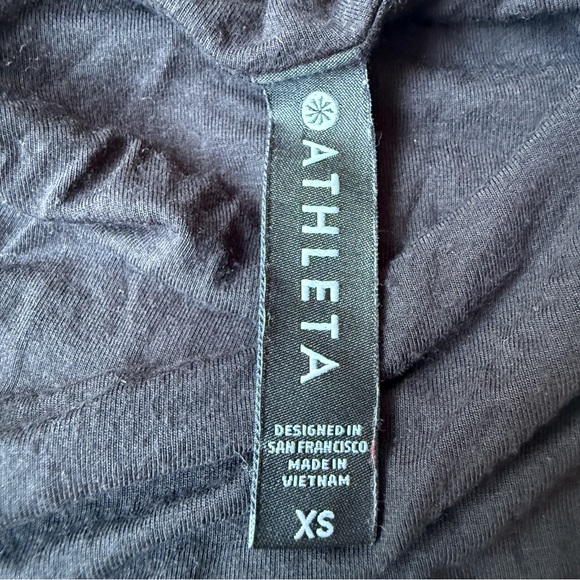 ATHLETA
DESIGNED IN
SAN FRANCISCO
MADE IN
VIETNAM
XS